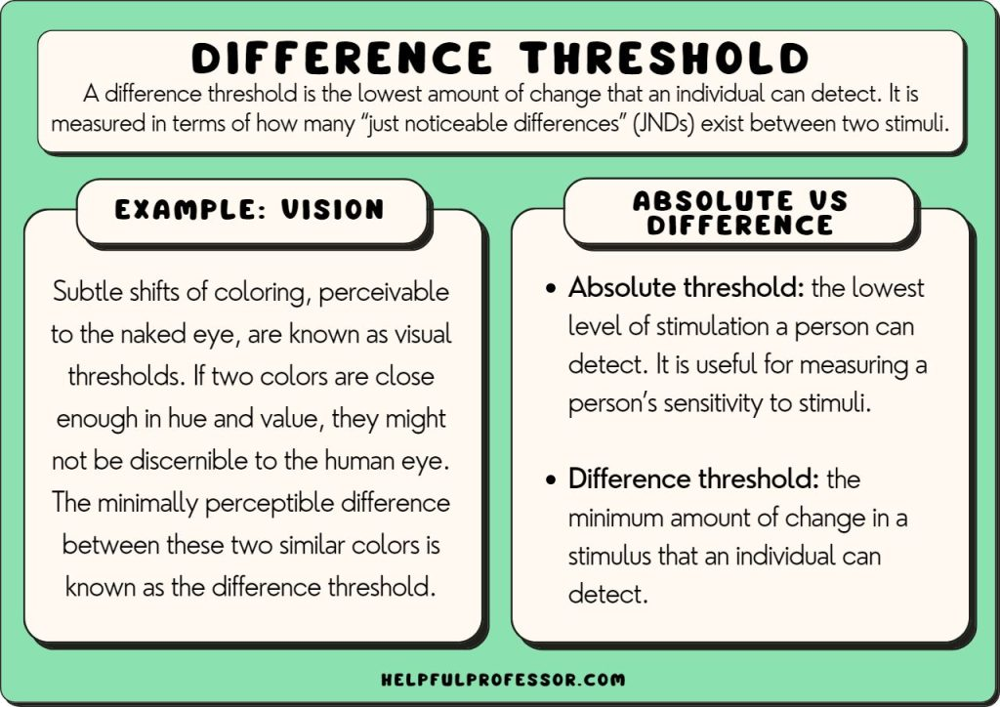 DIFFERENCE THRESHOLD
A difference threshold is the lowest amount of change that an individual can detect. It is
measured in terms of how many “just noticeable differences” (JNDs) exist between two stimuli.
EXAMPLE: VISION
Subtle shifts of coloring, perceivable
to the naked eye, are known as visual
thresholds. If two colors are close
enough in hue and value, they might
not be discernible to the human eye.
The minimally perceptible difference
between these two similar colors is
known as the difference threshold.
ABSOLUTE VS
DIFFERENCE
• Absolute threshold: the lowest
level of stimulation a person can
detect. It is useful for measuring a
person’s sensitivity to stimuli.
• Difference threshold: the
minimum amount of change in a
stimulus that an individual can
detect.
HELPFULPROFESSOR.COM